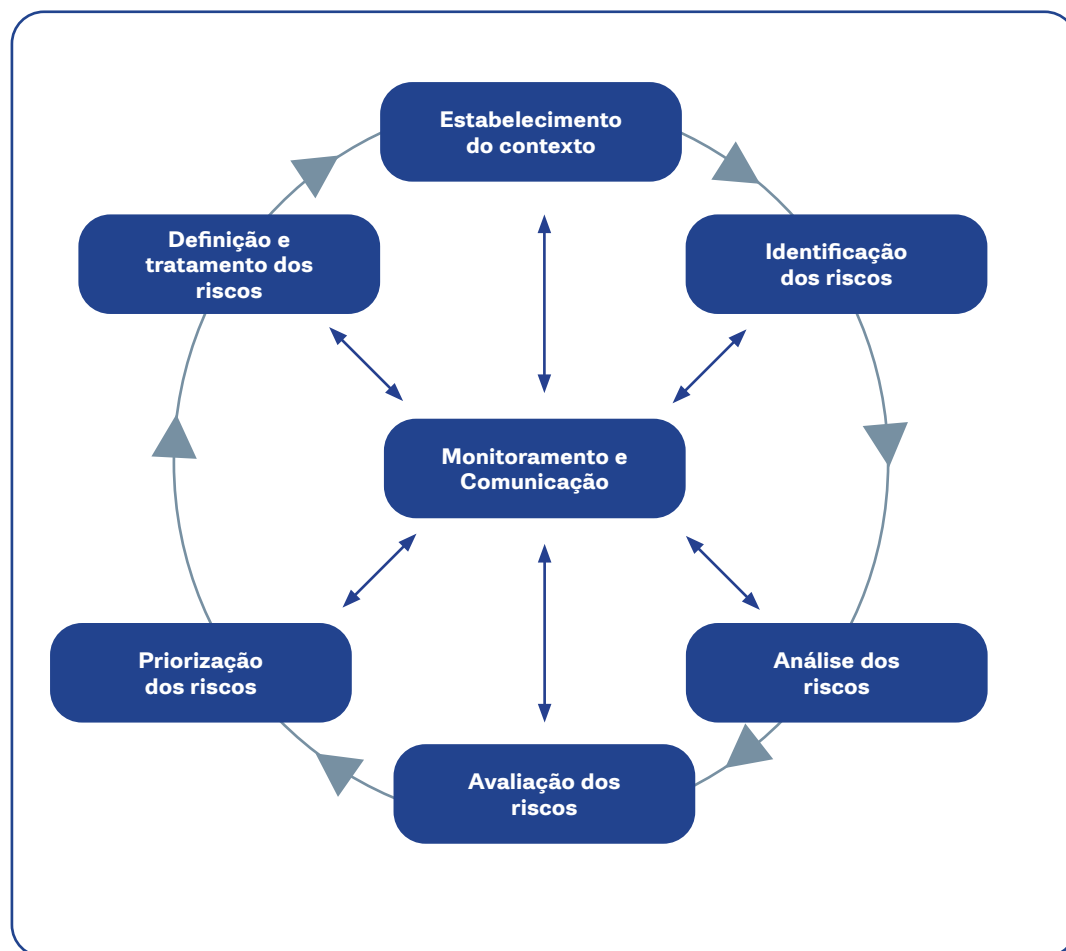 Estabelecimento
do contexto
Definição e
tratamento dos
riscos
Identificação
dos riscos
Monitoramento e
Comunicação
Priorização
dos riscos
Análise dos
riscos
Avaliação dos
riscos